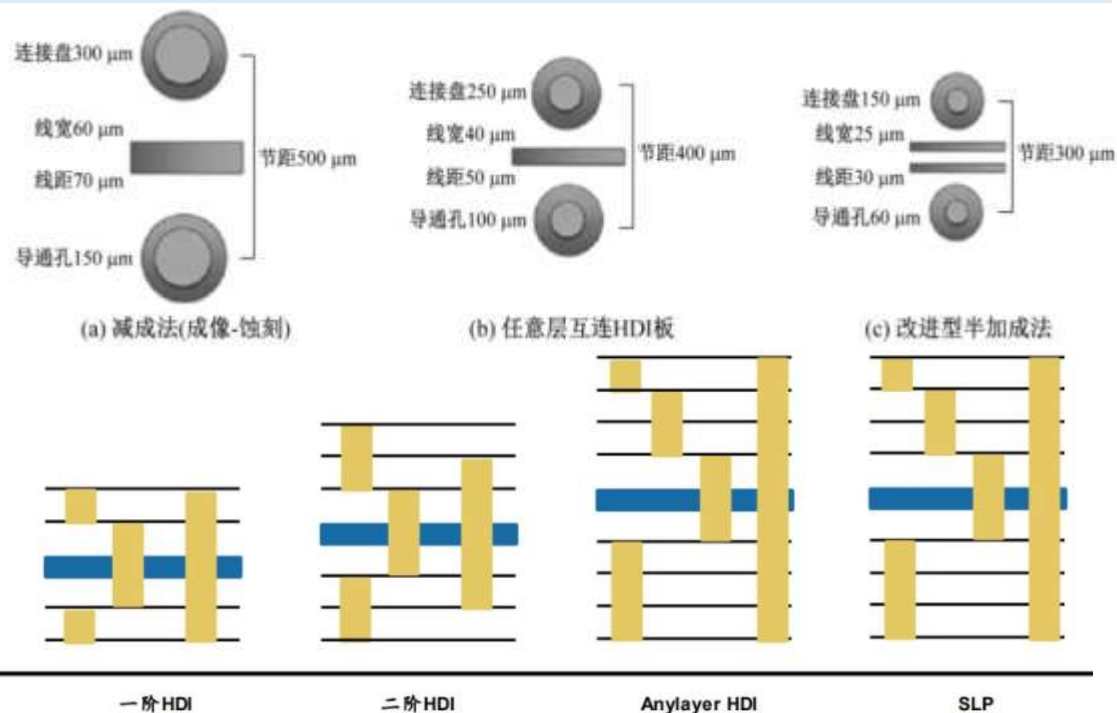 连接盘300 μm
线宽60 μm
线距70 μm
节距500 μm
导通孔150 μm
(a) 减成法(成像-蚀刻)
连接盘250 μm
线宽40 μm
线距50 μm
节距400 μm
导通孔100 μm
(b) 任意层互连HDI板
连接盘150 μm
线宽25 μm
线距30 μm
节距300 μm
导通孔60 μm
(c) 改进型半加成法
一阶HDI
二阶HDI
Anylayer HDI
SLP